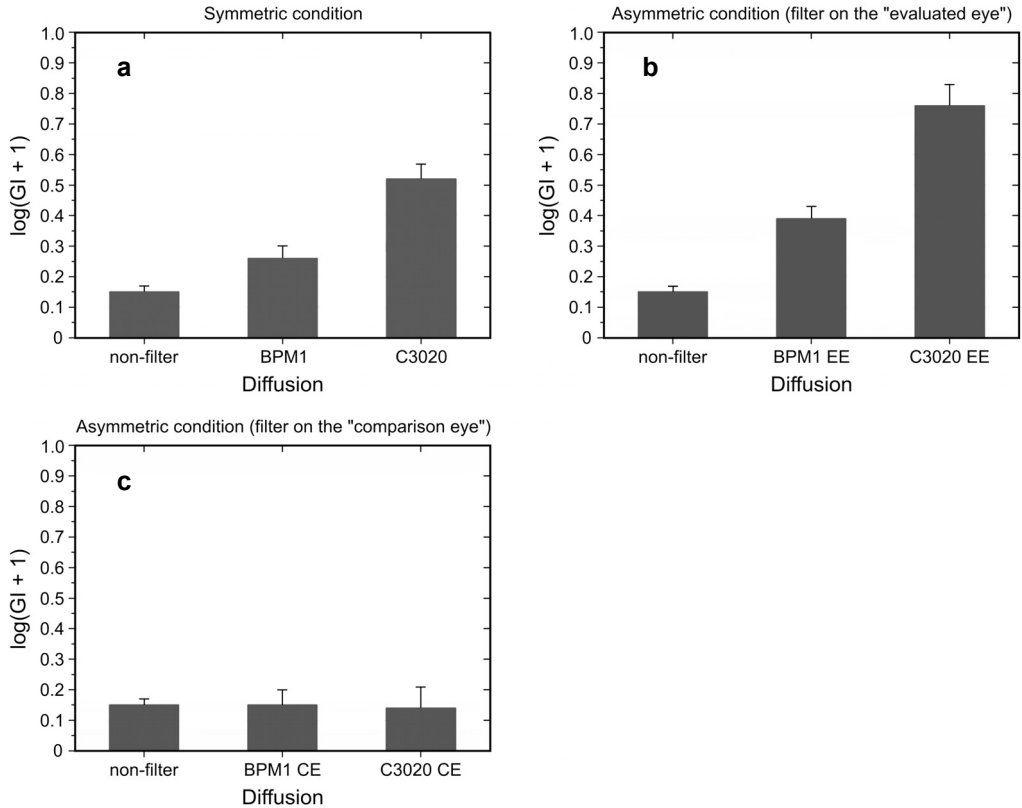 Symmetric condition
a
log(GI + 1)
1.0
0.9
0.8
0.7
0.6
0.5
0.4
0.3
0.2
0.1
0
non-filter BPM1 C3020
Diffusion
Asymmetric condition (filter on the "evaluated eye")
b
log(GI + 1)
1.0
0.9
0.8
0.7
0.6
0.5
0.4
0.3
0.2
0.1
0
non-filter BPM1 EE C3020 EE
Diffusion
Asymmetric condition (filter on the "comparison eye")
c
log(GI + 1)
1.0
0.9
0.8
0.7
0.6
0.5
0.4
0.3
0.2
0.1
0
non-filter BPM1 CE C3020 CE
Diffusion